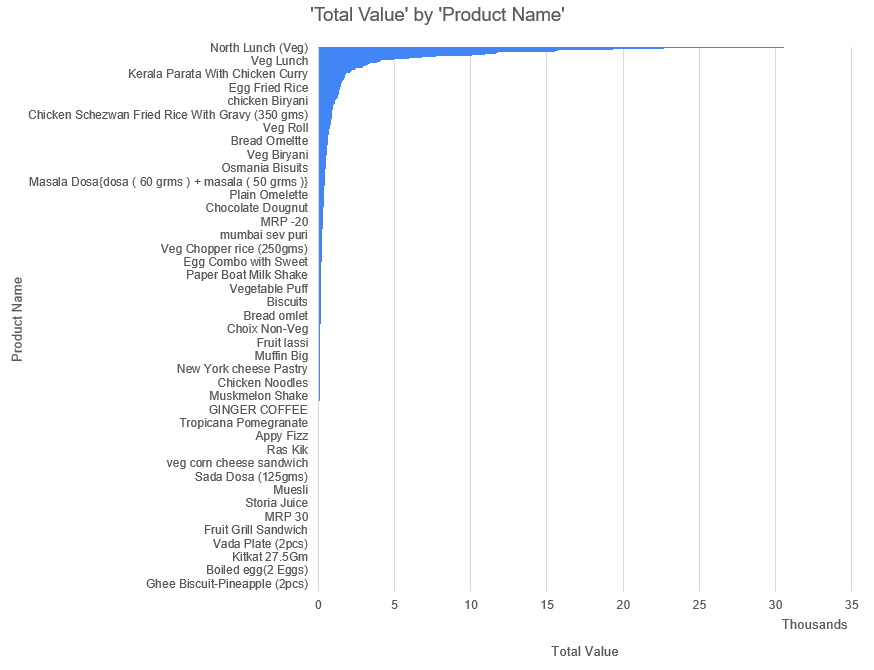 'Total Value' by 'Product Name'
North Lunch (Veg)
Veg Lunch
Kerala Parata With Chicken Curry
Egg Fried Rice
chicken Biryani
Chicken Schezwan Fried Rice With Gravy (350 gms)
Veg Roll
Bread Omeltte
Veg Biryani
Osmania Bisuits
Masala Dosa{dosa ( 60 grms ) + masala ( 50 grms )}
Plain Omelette
Chocolate Dougnut
MRP -20
mumbai sev puri
Veg Chopper rice (250gms)
Egg Combo with Sweet
Paper Boat Milk Shake
Vegetable Puff
Biscuits
Bread omlet
Choix Non-Veg
Fruit lassi
Muffin Big
New York cheese Pastry
Chicken Noodles
Muskmelon Shake
GINGER COFFEE
Tropicana Pomegranate
Appy Fizz
Ras Kik
veg corn cheese sandwich
Sada Dosa (125gms)
Muesli
Storia Juice
MRP 30
Fruit Grill Sandwich
Vada Plate (2pcs)
Kitkat 27.5Gm
Boiled egg(2 Eggs)
Ghee Biscuit-Pineapple (2pcs)
Product Name
0 5 10 15 20 25 30 35
Thousands
Total Value